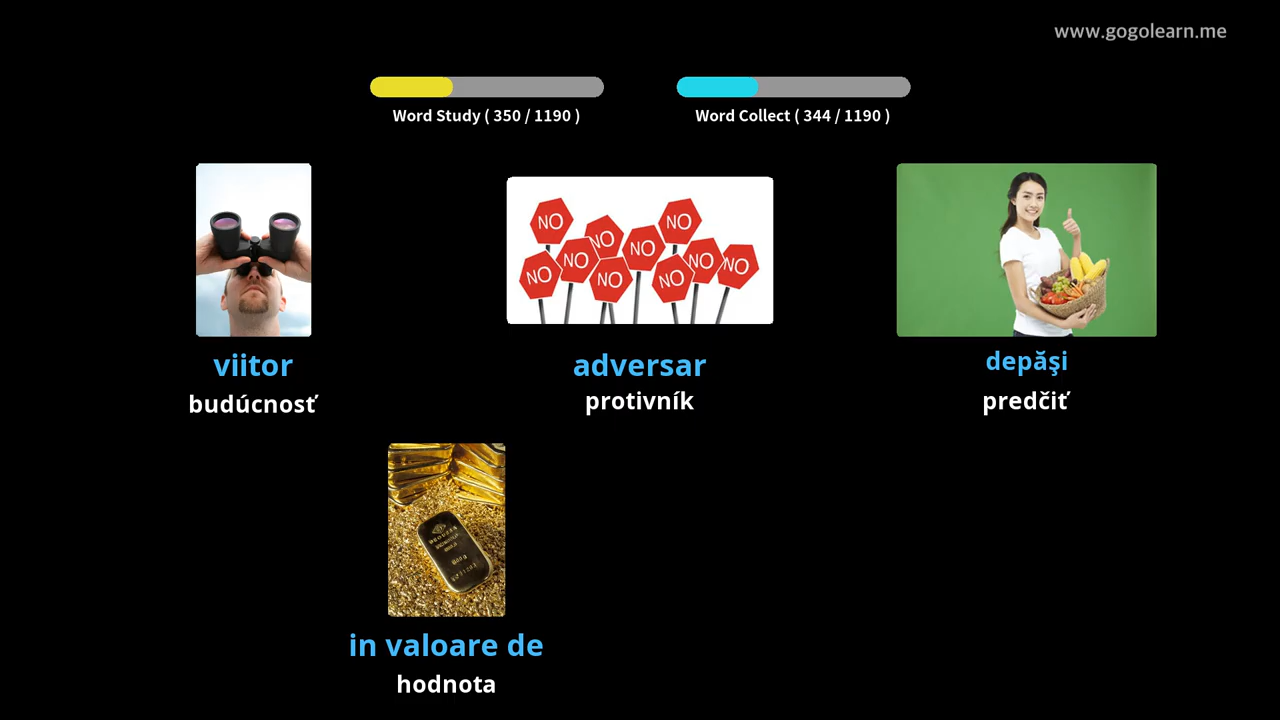 www.gogolearn.me
Word Study ( 350 / 1190 )
Word Collect ( 344 / 1190 )
NO
NO
NO
NO
NO
NO
NO
NO
NO
NO
viitor
budúcnosť
adversar
protivník
depăşi
predčiť
in valoare de
hodnota